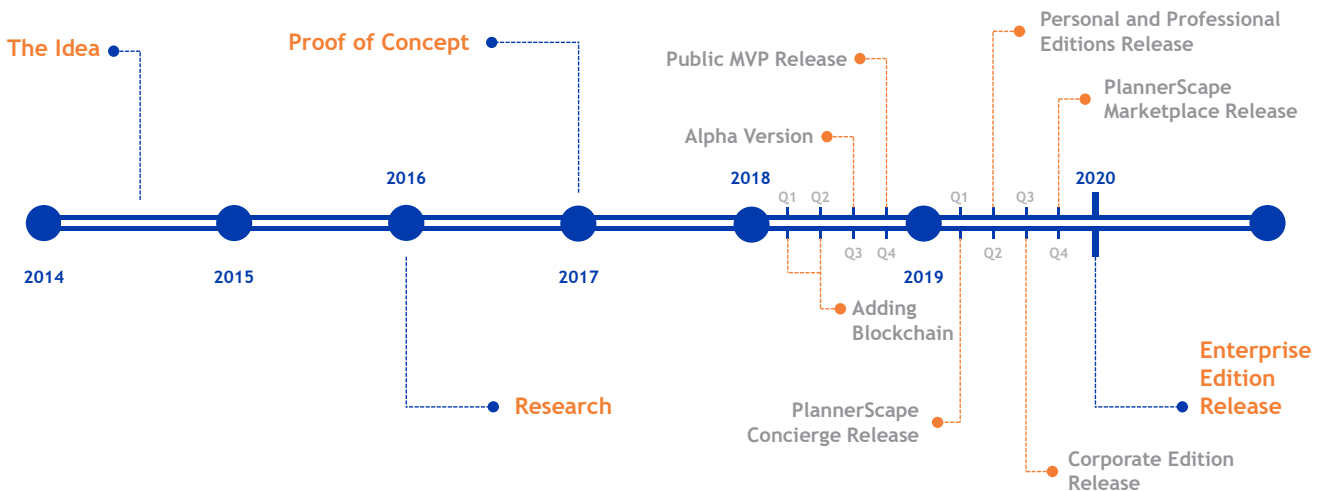 Personal and Professional
Editions Release
The Idea
Proof of Concept
Public MVP Release
PlannerScape
Marketplace Release
Alpha Version
2016
2018
2020
Q1
Q2
Q1
Q3
Q3
Q4
Q2
Q4
2014
2015
2017
2019
Adding
Blockchain
Enterprise
Edition
Release
Research
PlannerScape
Concierge Release
Corporate Edition
Release